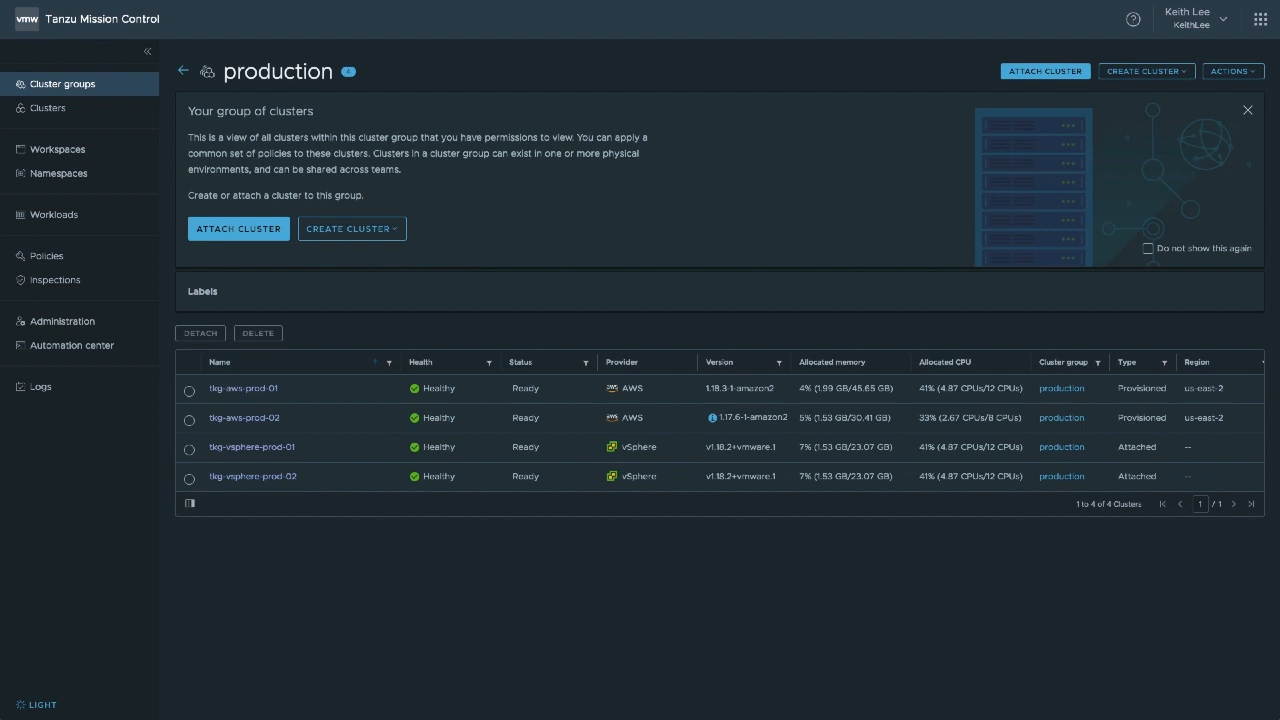 vmw Tanzu Mission Control
Keith Lee
KeithLee
Cluster groups
Clusters
Workspaces
Namespaces
Workloads
Policies
Inspections
Administration
Automation center
Logs
LIGHT
production 4
ATTACH CLUSTER CREATE CLUSTER ACTIONS
Your group of clusters
This is a view of all clusters within this cluster group that you have permissions to view. You can apply a
common set of policies to these clusters. Clusters in a cluster group can exist in one or more physical
environments, and can be shared across teams.
Create or attach a cluster to this group.
ATTACH CLUSTER CREATE CLUSTER
Do not show this again
Labels
DETACH DELETE
Name Health Status Provider Version Allocated memory Allocated CPU Cluster group Type Region
tkg-aws-prod-01 Healthy Ready aws AWS 1.18.3-1-amazon2 4% (1.99 GB/45.65 GB) 41% (4.87 CPUs/12 CPUs) production Provisioned us-east-2
tkg-aws-prod-02 Healthy Ready aws AWS 1.17.6-1-amazon2 5% (1.53 GB/30.41 GB) 33% (2.67 CPUs/8 CPUs) production Provisioned us-east-2
tkg-vsphere-prod-01 Healthy Ready vSphere v1.18.2+vmware.1 7% (1.53 GB/23.07 GB) 41% (4.87 CPUs/12 CPUs) production Attached --
tkg-vsphere-prod-02 Healthy Ready vSphere v1.18.2+vmware.1 7% (1.53 GB/23.07 GB) 41% (4.87 CPUs/12 CPUs) production Attached --
1 to 4 of 4 Clusters 1 / 1